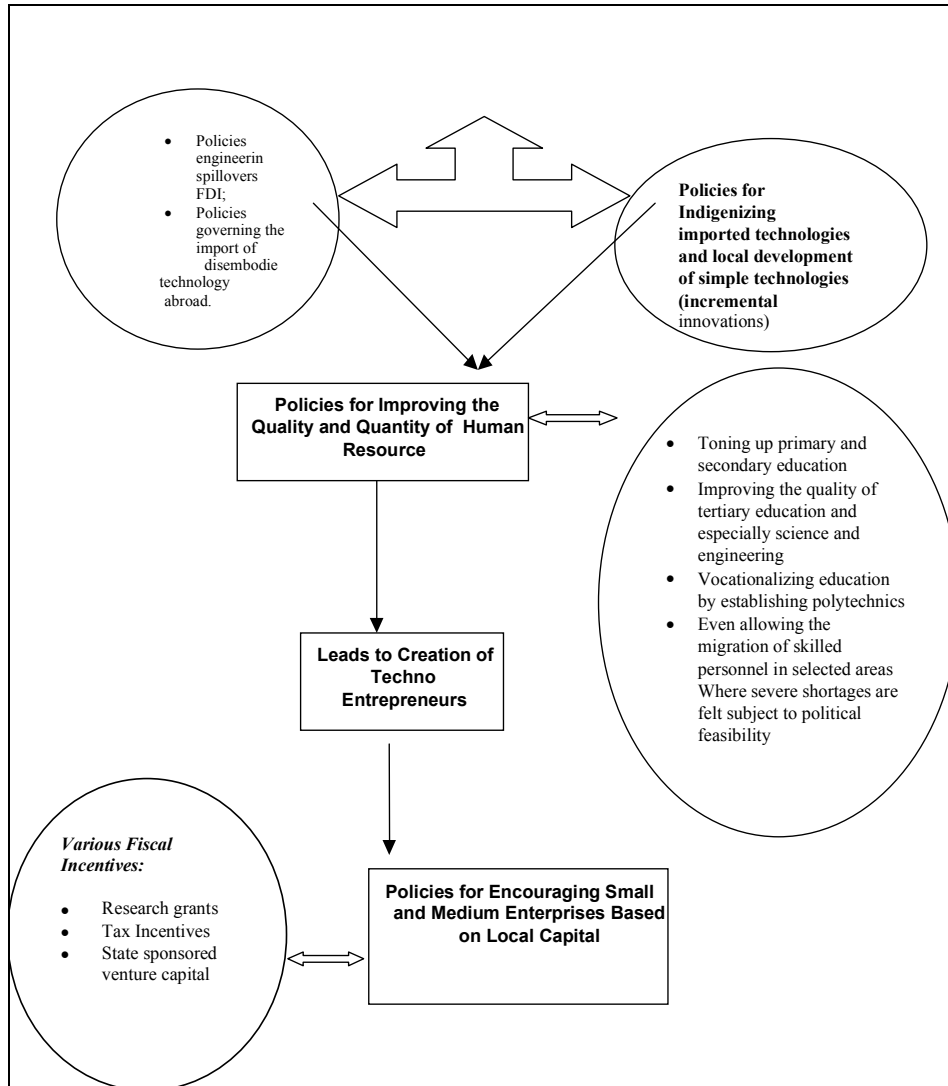 • Policies
engineerin
spillovers
FDI;
• Policies
governing the
import of
disembodie
technology
abroad.
Policies for
Indigenizing
imported technologies
and local development
of simple technologies
(incremental
innovations)
Policies for Improving the
Quality and Quantity of Human
Resource
• Toning up primary and
secondary education
• Improving the quality of
tertiary education and
especially science and
engineering
• Vocationalizing education
by establishing polytechnics
• Even allowing the
migration of skilled
personnel in selected areas
Where severe shortages are
felt subject to political
feasibility
Leads to Creation of
Techno
Entrepreneurs
Various Fiscal
Incentives:
• Research grants
• Tax Incentives
• State sponsored
venture capital
Policies for Encouraging Small
and Medium Enterprises Based
on Local Capital